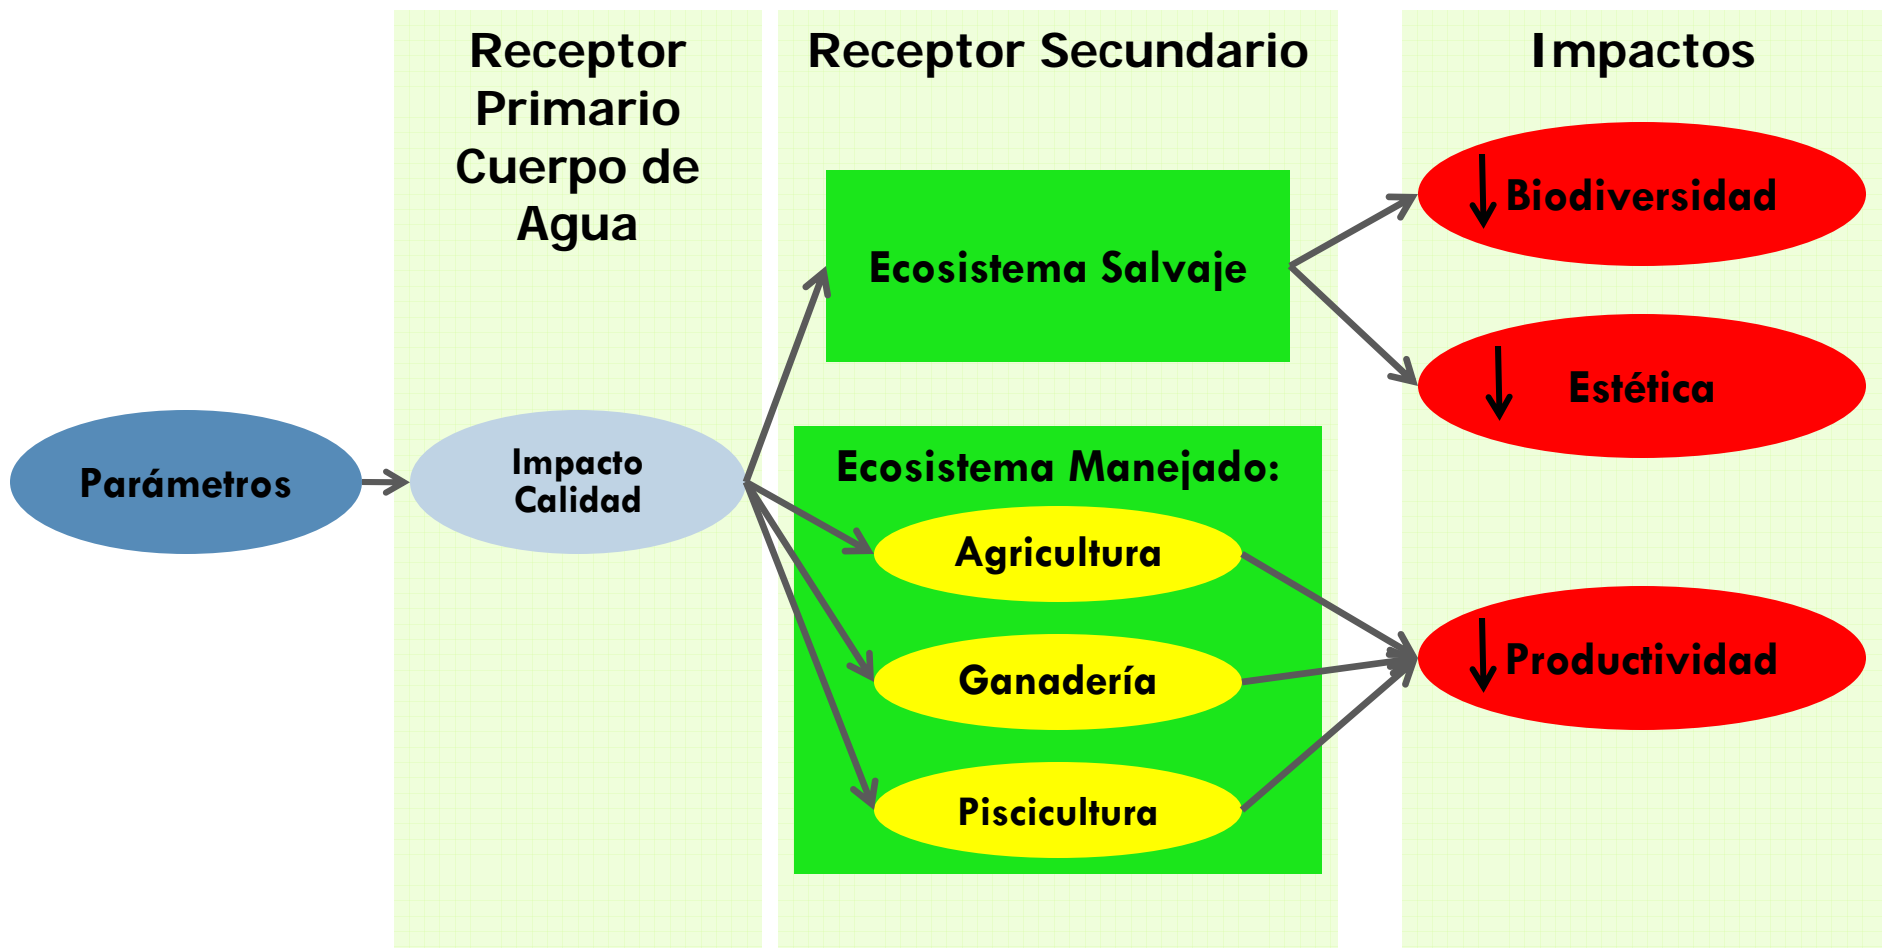 Receptor
Primario
Cuerpo de
Agua
Receptor Secundario
Impactos
Parámetros
Impacto
Calidad
Ecosistema Salvaje
Ecosistema Manejado:
Agricultura
Ganadería
Piscicultura
Biodiversidad
Estética
Productividad